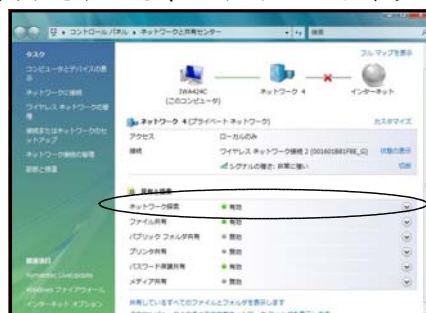 コントロール パネル ▸ ネットワークと共有センター
検索
タスク
コンピュータとデバイスの表示
ネットワークに接続
ワイヤレス ネットワークの管理
接続またはネットワークのセットアップ
ネットワーク接続の管理
診断と修復
フル マップを表示
IWA424C
(このコンピュータ)
ネットワーク 4
インターネット
ネットワーク 4 (プライベート ネットワーク)
カスタマイズ
アクセス
ローカルのみ
接続
ワイヤレス ネットワーク接続 2 (001601B81FBE_G)
状態の表示
シグナルの強さ: 非常に強い
切断
共有と探索
ネットワーク探索
有効
ファイル共有
有効
パブリック フォルダ共有
無効
プリンタ共有
無効
パスワード保護共有
有効
メディア共有
無効
関連項目
Symantec LiveUpdate
Windows ファイアウォール
インターネット オプション
共有しているすべてのファイルとフォルダを表示します